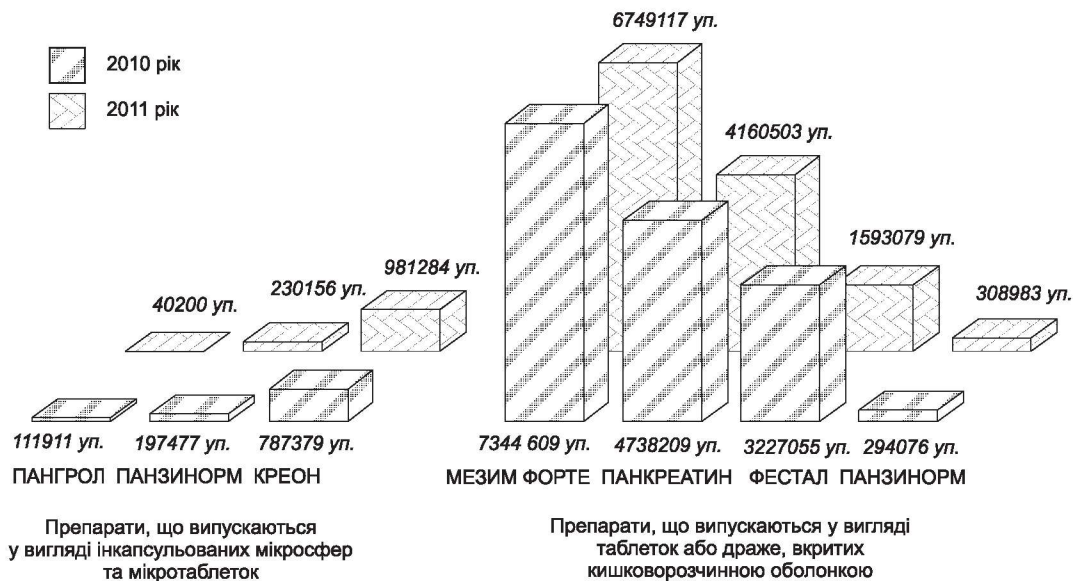 6749117 уп.
2010 рік
2011 рік
4160503 уп.
1593079 уп.
981284 уп.
230156 уп.
40200 уп.
308983 уп.
111911 уп. 197477 уп. 787379 уп.
7344 609 уп. 4738209 уп. 3227055 уп. 294076 уп.
ПАНГРОЛ ПАНЗИНОРМ КРЕОН
МЕЗИМ ФОРТЕ ПАНКРЕАТИН ФЕСТАЛ ПАНЗИНОРМ
Препарати, що випускаються
у вигляді інкапсульованих мікросфер
та мікротаблеток
Препарати, що випускаються у вигляді
таблеток або драже, вкритих
кишковорозчинною оболонкою